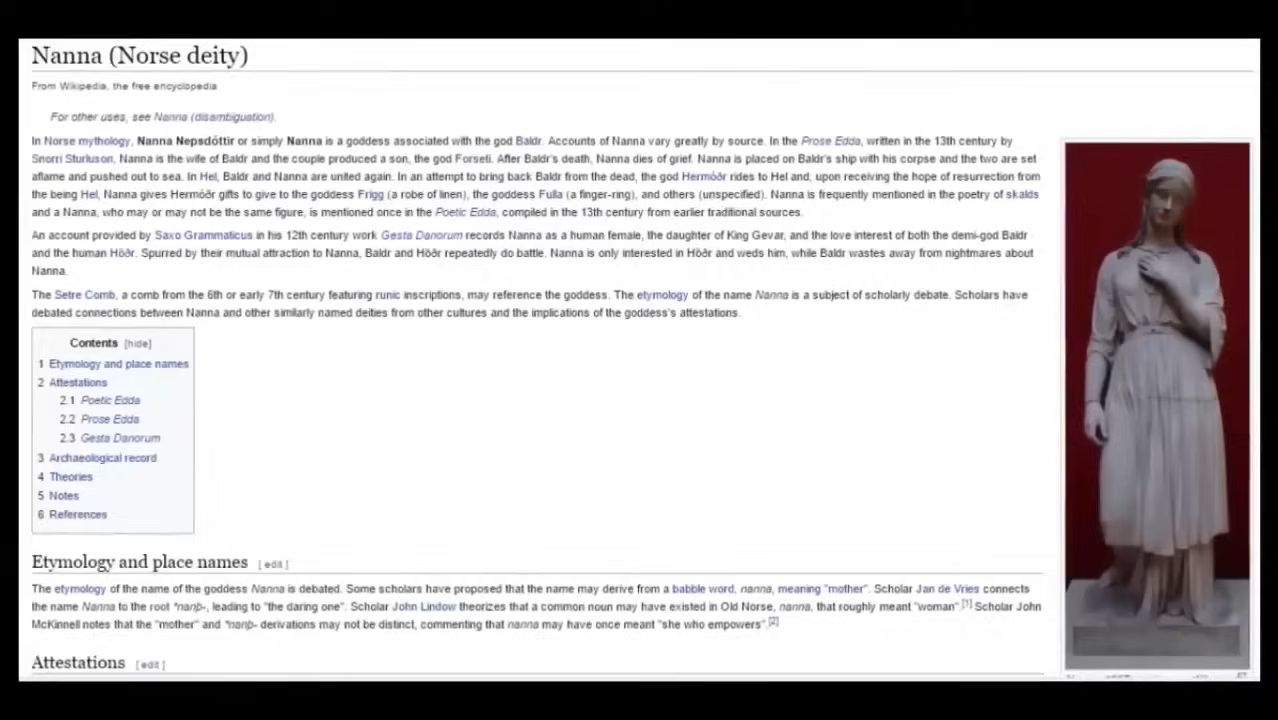 Nanna (Norse deity)
From Wikipedia, the free encyclopedia
For other uses, see Nanna (disambiguation).
In Norse mythology, Nanna Nepsdóttir or simply Nanna is a goddess associated with the god Baldr. Accounts of Nanna vary greatly by source. In the Prose Edda, written in the 13th century by
Snorri Sturluson, Nanna is the wife of Baldr and the couple produced a son, the god Forseti. After Baldr's death, Nanna dies of grief. Nanna is placed on Baldr's ship with his corpse and the two are set
aflame and pushed out to sea. In Hel, Baldr and Nanna are united again. In an attempt to bring back Baldr from the dead, the god Hermóðr rides to Hel and, upon receiving the hope of resurrection from
the being Hel, Nanna gives Hermóðr gifts to give to the goddess Frigg (a robe of linen), the goddess Fulla (a finger-ring), and others (unspecified). Nanna is frequently mentioned in the poetry of skalds
and a Nanna, who may or may not be the same figure, is mentioned once in the Poetic Edda, compiled in the 13th century from earlier traditional sources.
An account provided by Saxo Grammaticus in his 12th century work Gesta Danorum records Nanna as a human female, the daughter of King Gevar, and the love interest of both the demi-god Baldr
and the human Höðr. Spurred by their mutual attraction to Nanna, Baldr and Höðr repeatedly do battle. Nanna is only interested in Höðr and weds him, while Baldr wastes away from nightmares about
Nanna.
The Setre Comb, a comb from the 6th or early 7th century featuring runic inscriptions, may reference the goddess. The etymology of the name Nanna is a subject of scholarly debate. Scholars have
debated connections between Nanna and other similarly named deities from other cultures and the implications of the goddess's attestations.
Contents [hide]
1 Etymology and place names
2 Attestations
2.1 Poetic Edda
2.2 Prose Edda
2.3 Gesta Danorum
3 Archaeological record
4 Theories
5 Notes
6 References
Etymology and place names [edit]
The etymology of the name of the goddess Nanna is debated. Some scholars have proposed that the name may derive from a babble word, nanna, meaning "mother". Scholar Jan de Vries connects
the name Nanna to the root *nanþ-, leading to "the daring one". Scholar John Lindow theorizes that a common noun may have existed in Old Norse, nanna, that roughly meant "woman".[1] Scholar John
McKinnell notes that the "mother" and *nanþ- derivations may not be distinct, commenting that nanna may have once meant "she who empowers".[2]
Attestations [edit]